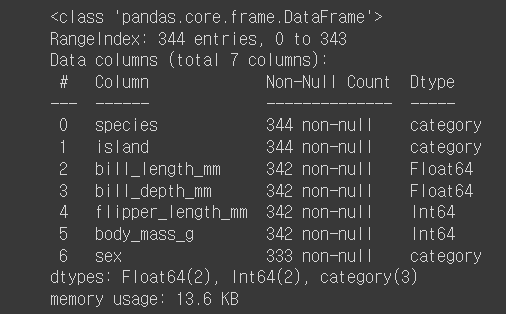 <class 'pandas.core.frame.DataFrame'>
RangeIndex: 344 entries, 0 to 343
Data columns (total 7 columns):
 #   Column             Non-Null Count  Dtype
---  ------             --------------  -----
 0   species            344 non-null    category
 1   island             344 non-null    category
 2   bill_length_mm     342 non-null    Float64
 3   bill_depth_mm      342 non-null    Float64
 4   flipper_length_mm  342 non-null    Int64
 5   body_mass_g        342 non-null    Int64
 6   sex                333 non-null    category
dtypes: Float64(2), Int64(2), category(3)
memory usage: 13.6 KB